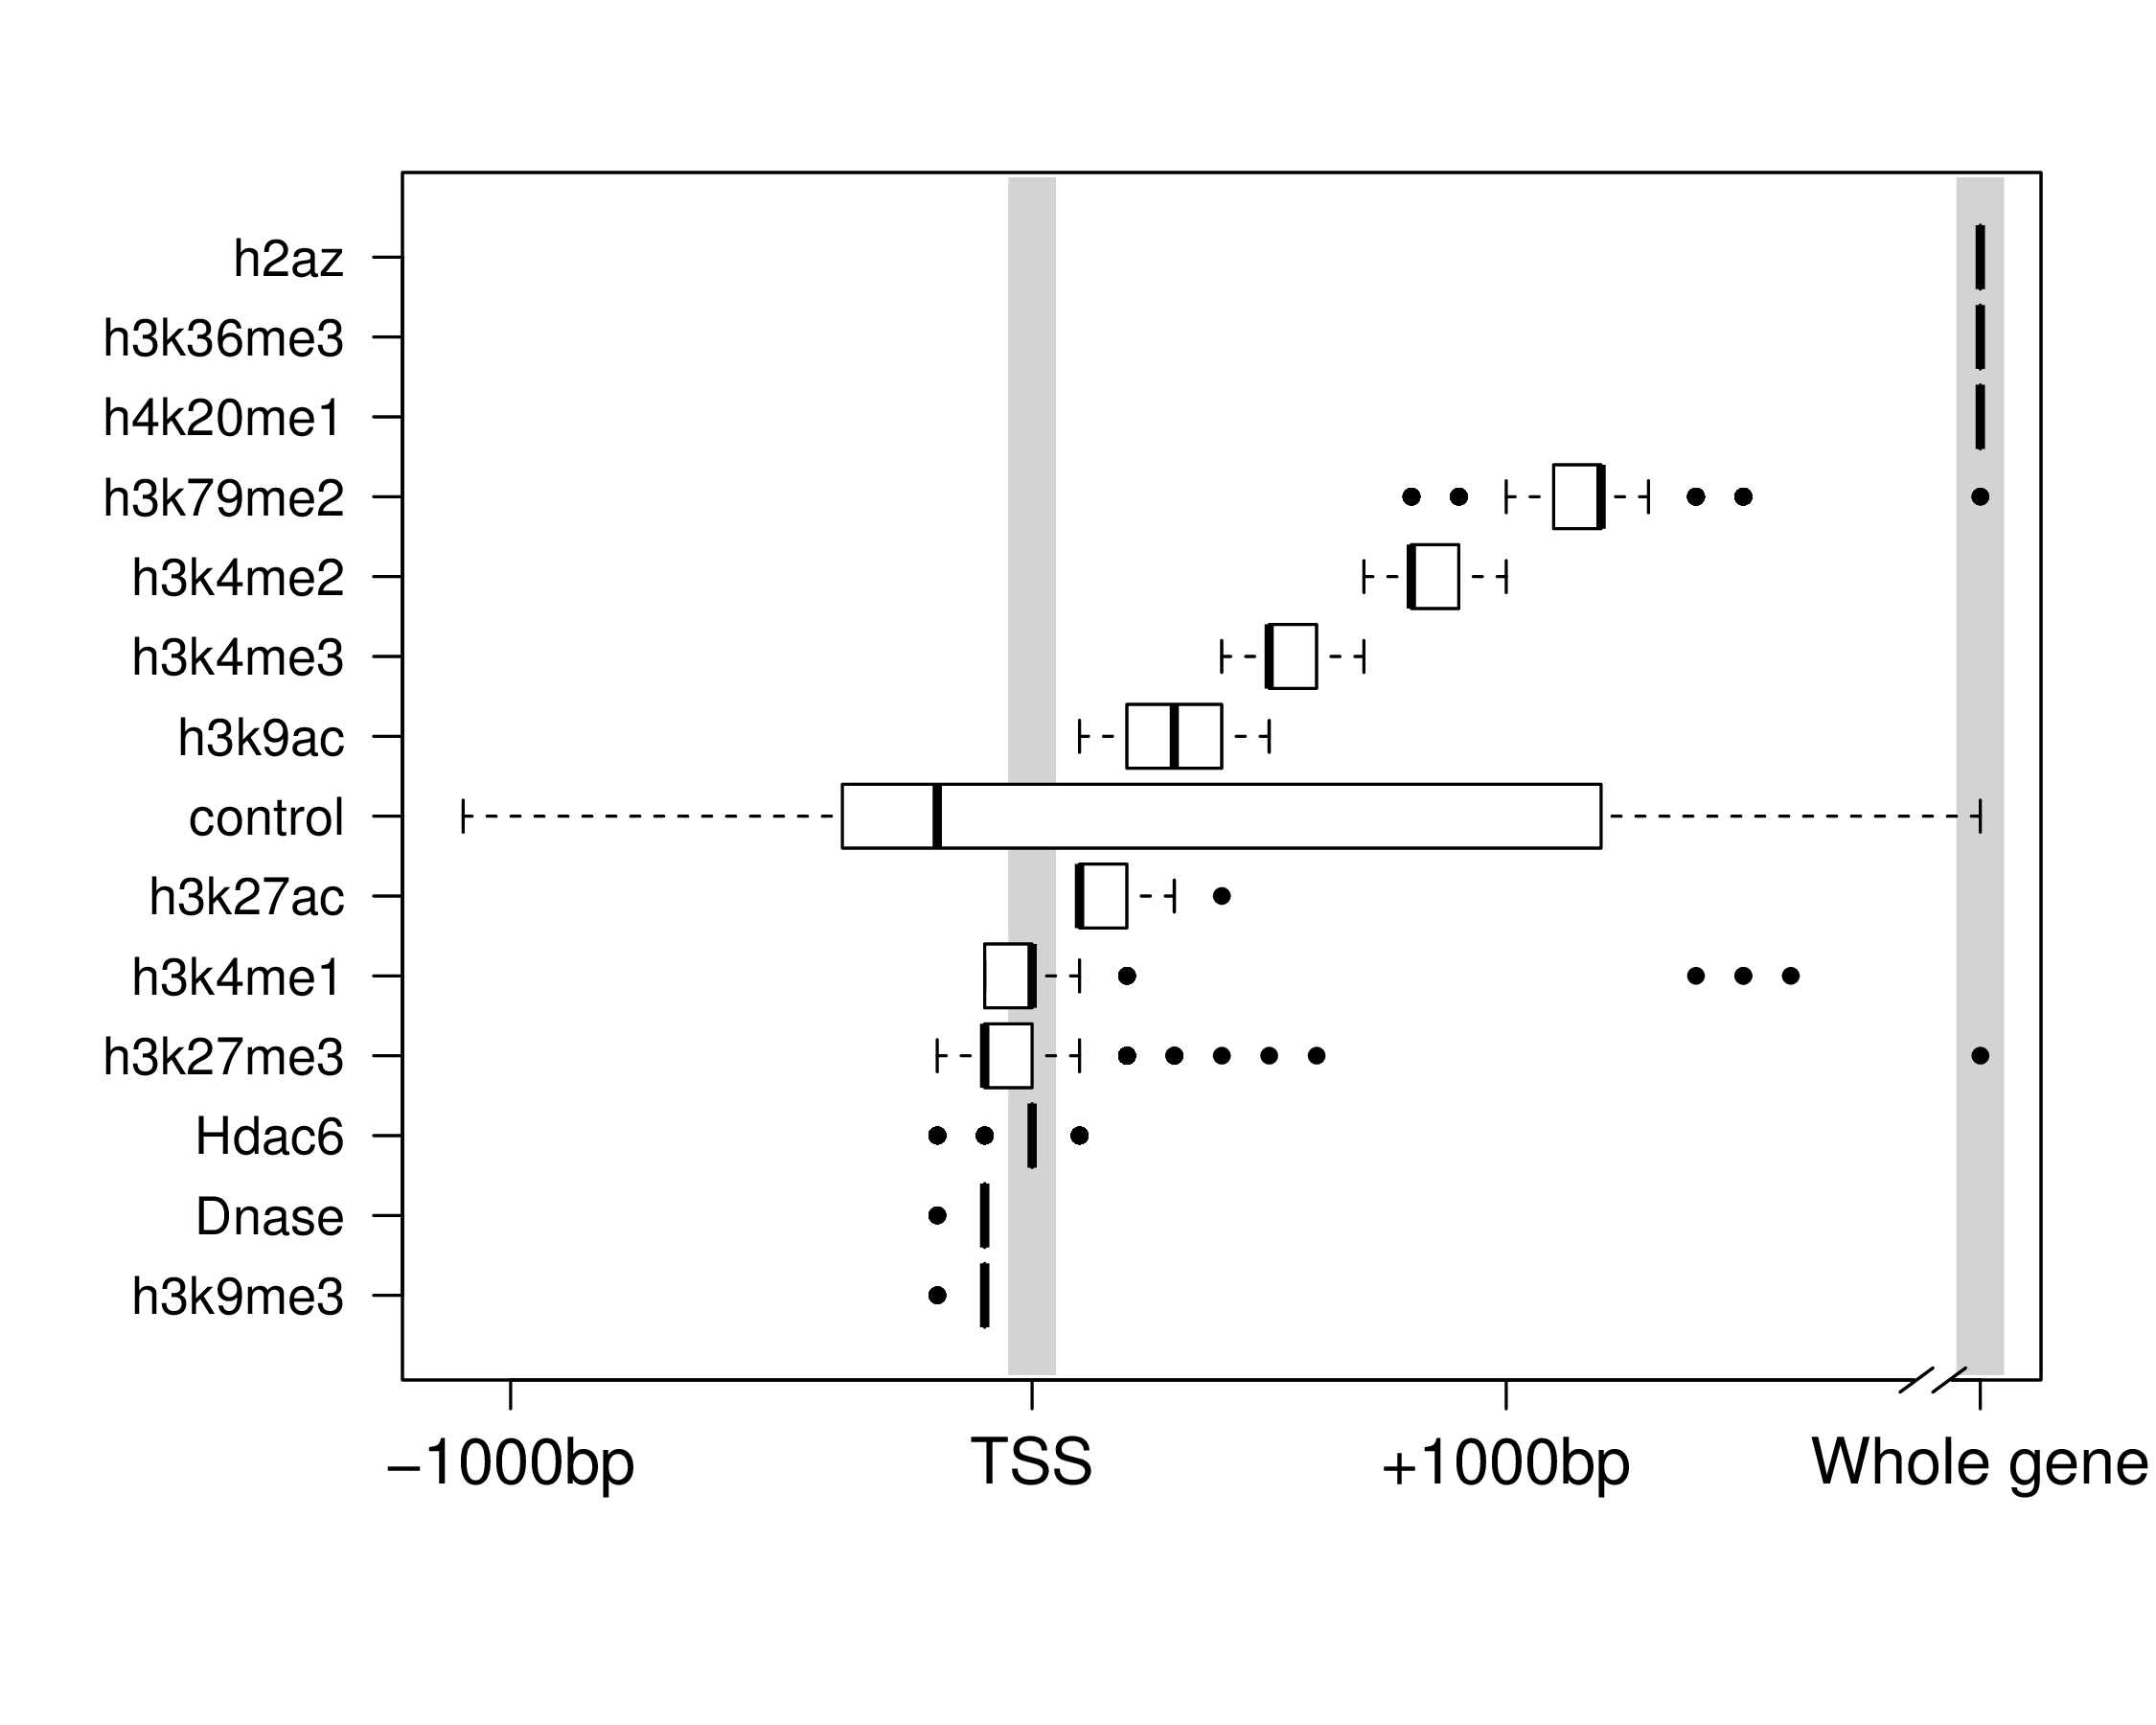 h2az
h3k36me3
h4k20me1
h3k79me2
h3k4me2
h3k4me3
h3k9ac
control
h3k27ac
h3k4me1
h3k27me3
Hdac6
Dnase
h3k9me3
−1000bp TSS +1000bp Whole gene